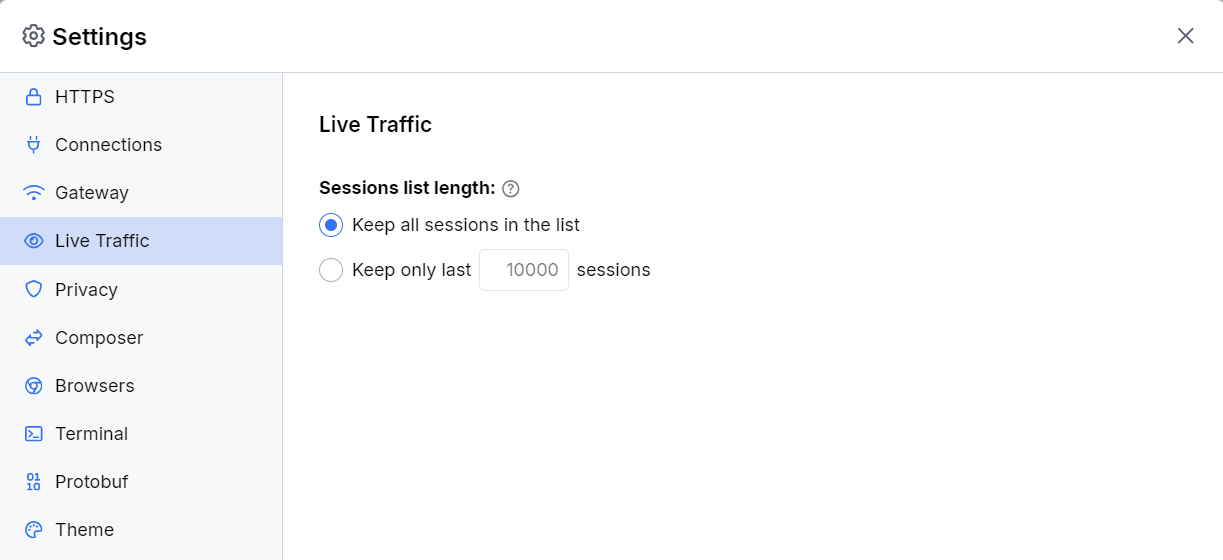 Settings
HTTPS
Connections
Gateway
Live Traffic
Privacy
Composer
Browsers
Terminal
Protobuf
Theme
Live Traffic
Sessions list length:
Keep all sessions in the list
Keep only last 10000 sessions